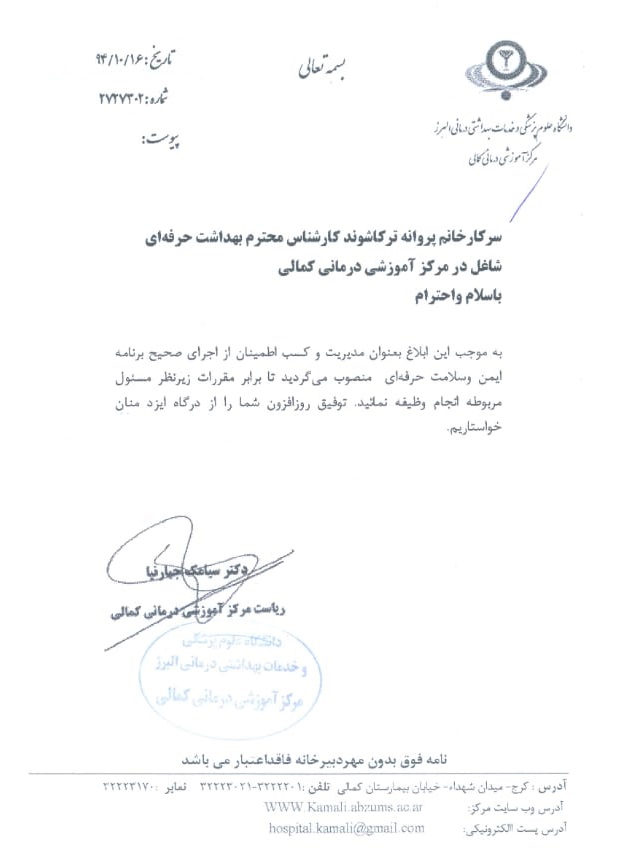 بسمه تعالی
دانشگاه علوم پزشکی و خدمات بهداشتی درمانی البرز
مرکز آموزشی درمانی کمالی
تاریخ: ۹۴/۱۰/۱۶
شماره: ۲۷۲۷۳۰۲
پیوست:
سرکارخانم پروانه ترکاشوند کارشناس محترم بهداشت حرفه‌ای
شاغل در مرکز آموزشی درمانی کمالی
باسلام واحترام
به موجب این ابلاغ بعنوان مدیریت و کسب اطمینان از اجرای صحیح برنامه
ایمن وسلامت حرفه‌ای منصوب می‌گردید تا برابر مقررات زیرنظر مسئول
مربوطه انجام وظیفه نمائید. توفیق روزافزون شما را از درگاه ایزد منان
خواستاریم.
دکتر سیامک
ریاست مرکز آموزشی درمانی کمالی
دانشگاه علوم پزشکی
و خدمات بهداشتی درمانی البرز
مرکز آموزشی درمانی کمالی
نامه فوق بدون مهردبیرخانه فاقداعتبار می باشد
آدرس : کرج- میدان شهداء- خیابان بیمارستان کمالی تلفن :۳۲۲۲۲۰۱-۳۲۲۲۳۰۲۱ نمابر :۲۲۲۲۳۱۷۰
آدرس وب سایت مرکز: WWW.Kamali.abzums.ac.ar
آدرس پست الکترونیکی: hospital.kamali@gmail.com